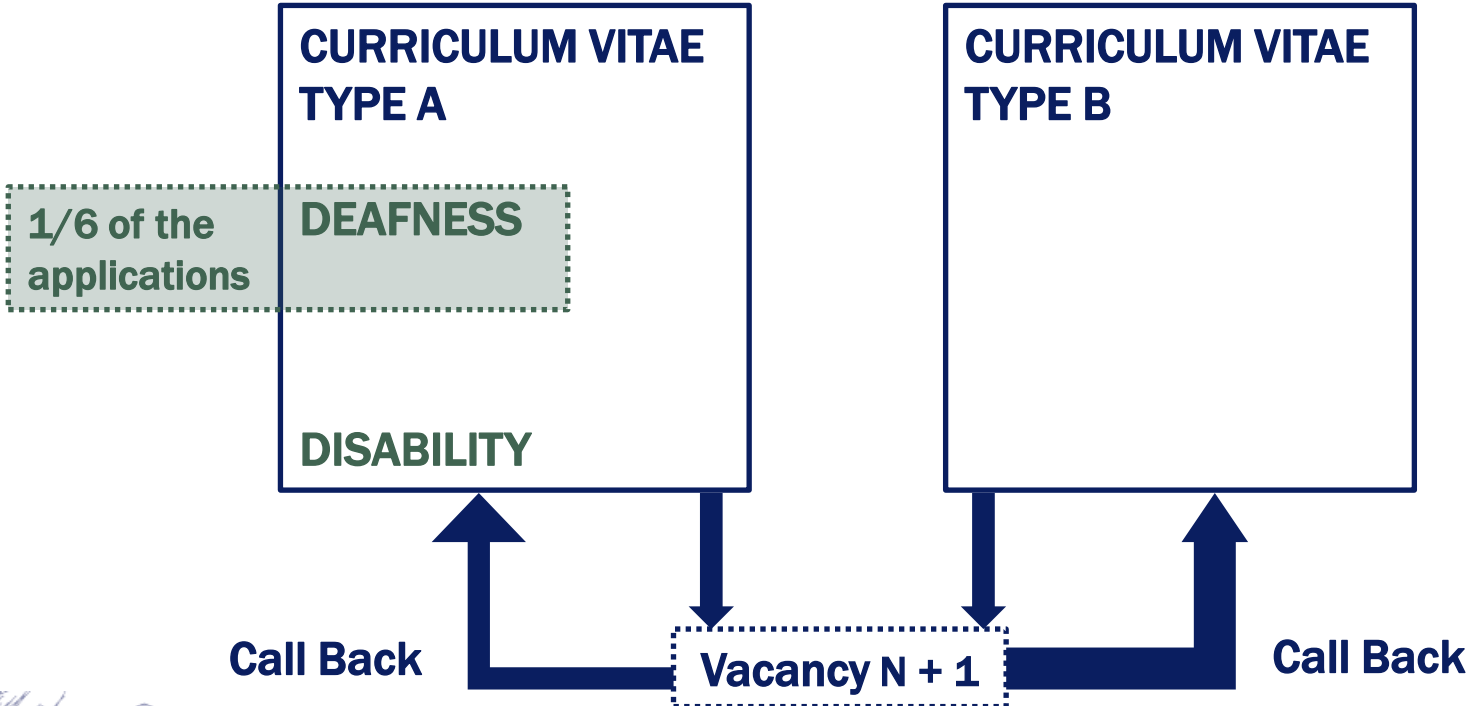 CURRICULUM VITAE
TYPE A
1/6 of the
applications
DEAFNESS
DISABILITY
CURRICULUM VITAE
TYPE B
Call Back
Vacancy N + 1
Call Back